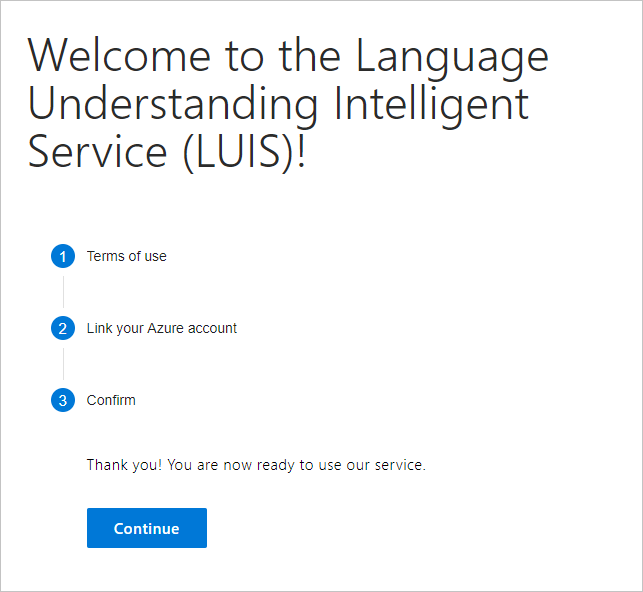 Welcome to the Language
Understanding Intelligent
Service (LUIS)!
1 Terms of use
2 Link your Azure account
3 Confirm
Thank you! You are now ready to use our service.
Continue